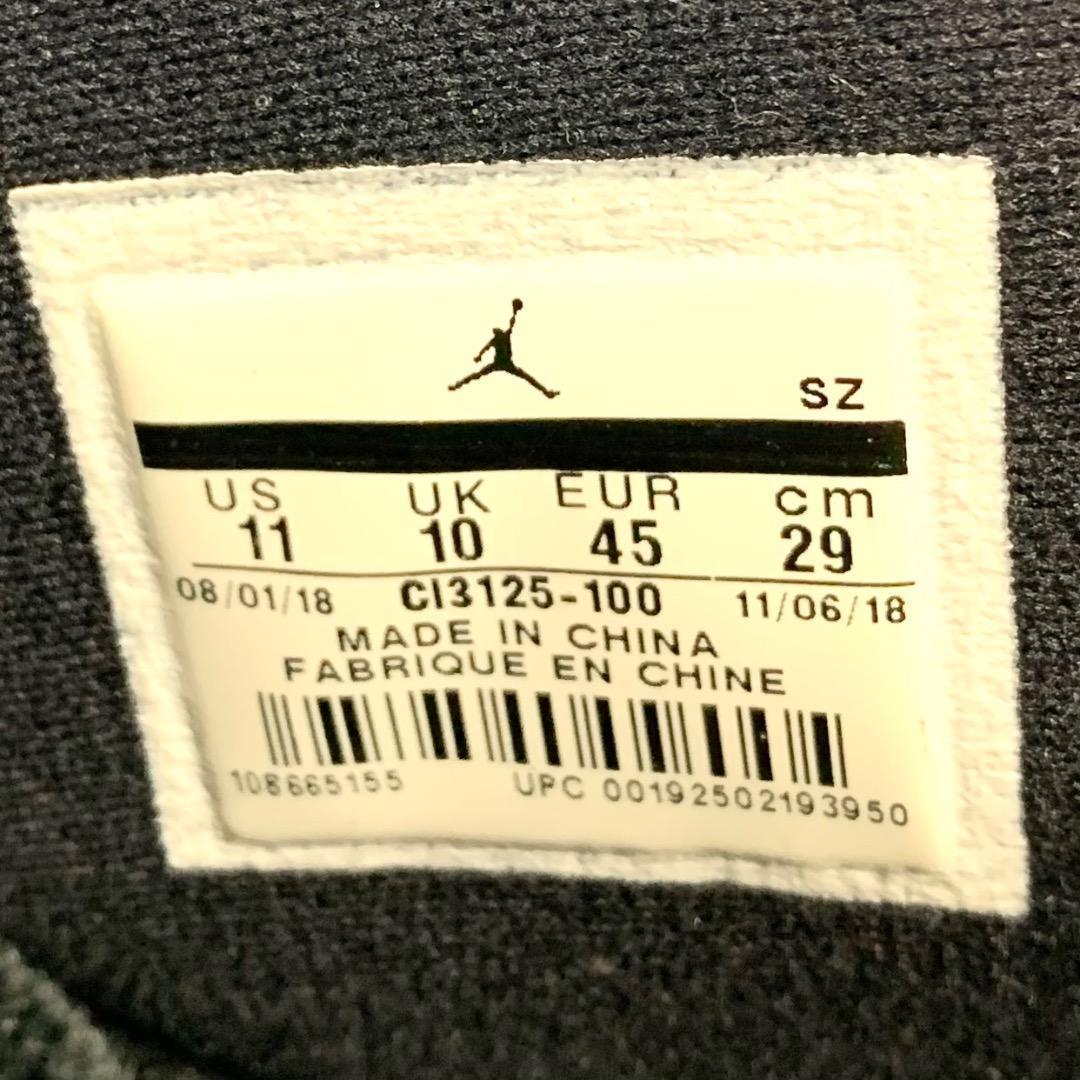 SZ
US UK EUR cm
11 10 45 29
08/01/18 CI3125-100 11/06/18
MADE IN CHINA
FABRIQUE EN CHINE
108665155 UPC 00192502193950